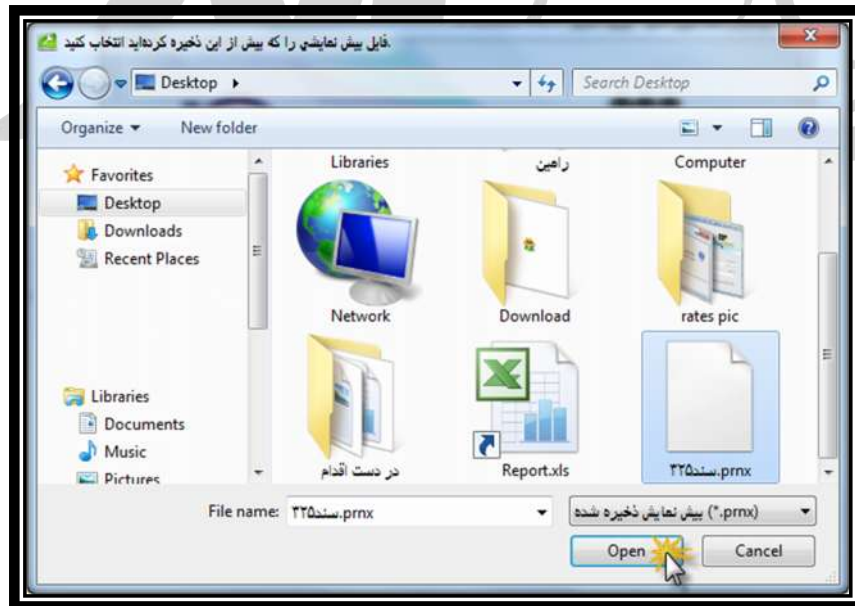 فایل پیش نمایشی را که پیش از این ذخیره کرده‌اید انتخاب کنید.
Desktop
Search Desktop
Organize
New folder
Favorites
Desktop
Downloads
Recent Places
Libraries
Documents
Music
Pictures
Libraries
راهین
Computer
Network
Download
rates pic
در دست اقدام
Report.xls
سند۳۲۵.prnx
File name: سند۳۲۵.prnx
پیش نمایش ذخیره شده (*.prnx)
Open
Cancel